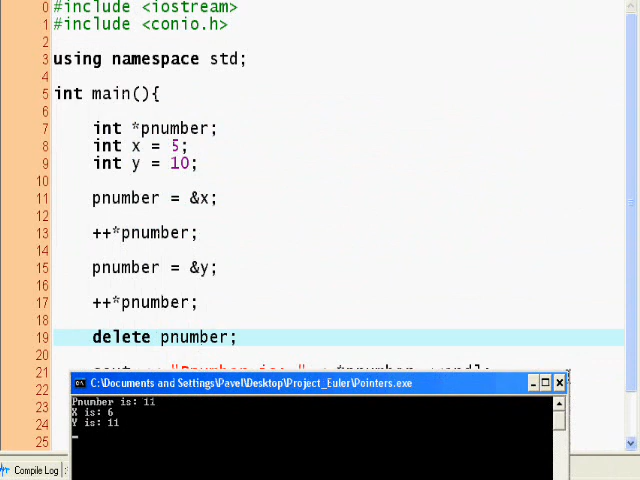 0 #include <iostream>
1 #include <conio.h>
2
3 using namespace std;
4
5 int main(){
6
7 int *pnumber;
8 int x = 5;
9 int y = 10;
10
11 pnumber = &x;
12
13 ++*pnumber;
14
15 pnumber = &y;
16
17 ++*pnumber;
18
19 delete pnumber;
20
21
22
23
24
25
C:\Documents and Settings\Pavel\Desktop\Project_Euler\Pointers.exe
Pnumber is: 11
X is: 6
Y is: 11
Compile Log